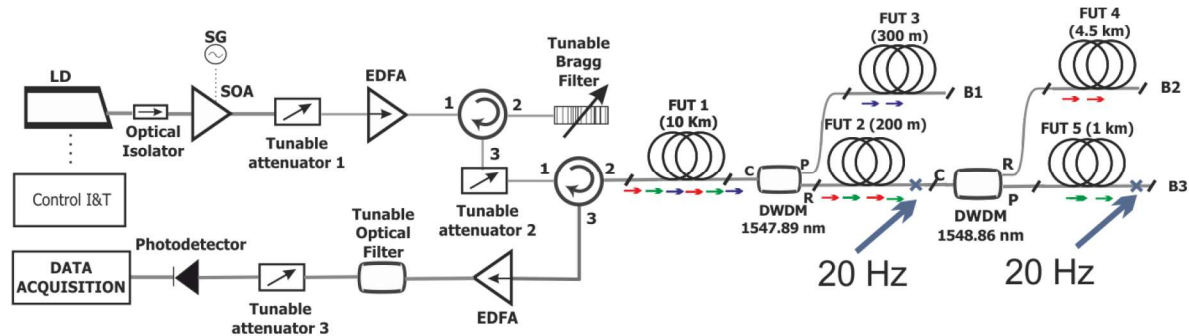 SG
LD
SOA
EDFA
Optical
Isolator
Tunable
attenuator 1
1
2
3
Tunable
Bragg
Filter
Control I&T
1
2
3
Tunable
attenuator 2
FUT 1
(10 Km)
C
P
R
DWDM
1547.89 nm
FUT 3
(300 m)
B1
FUT 2 (200 m)
20 Hz
C
R
P
DWDM
1548.86 nm
FUT 4
(4.5 km)
B2
FUT 5 (1 km)
B3
20 Hz
DATA
ACQUISITION
Photodetector
Tunable
attenuator 3
Tunable
Optical
Filter
EDFA